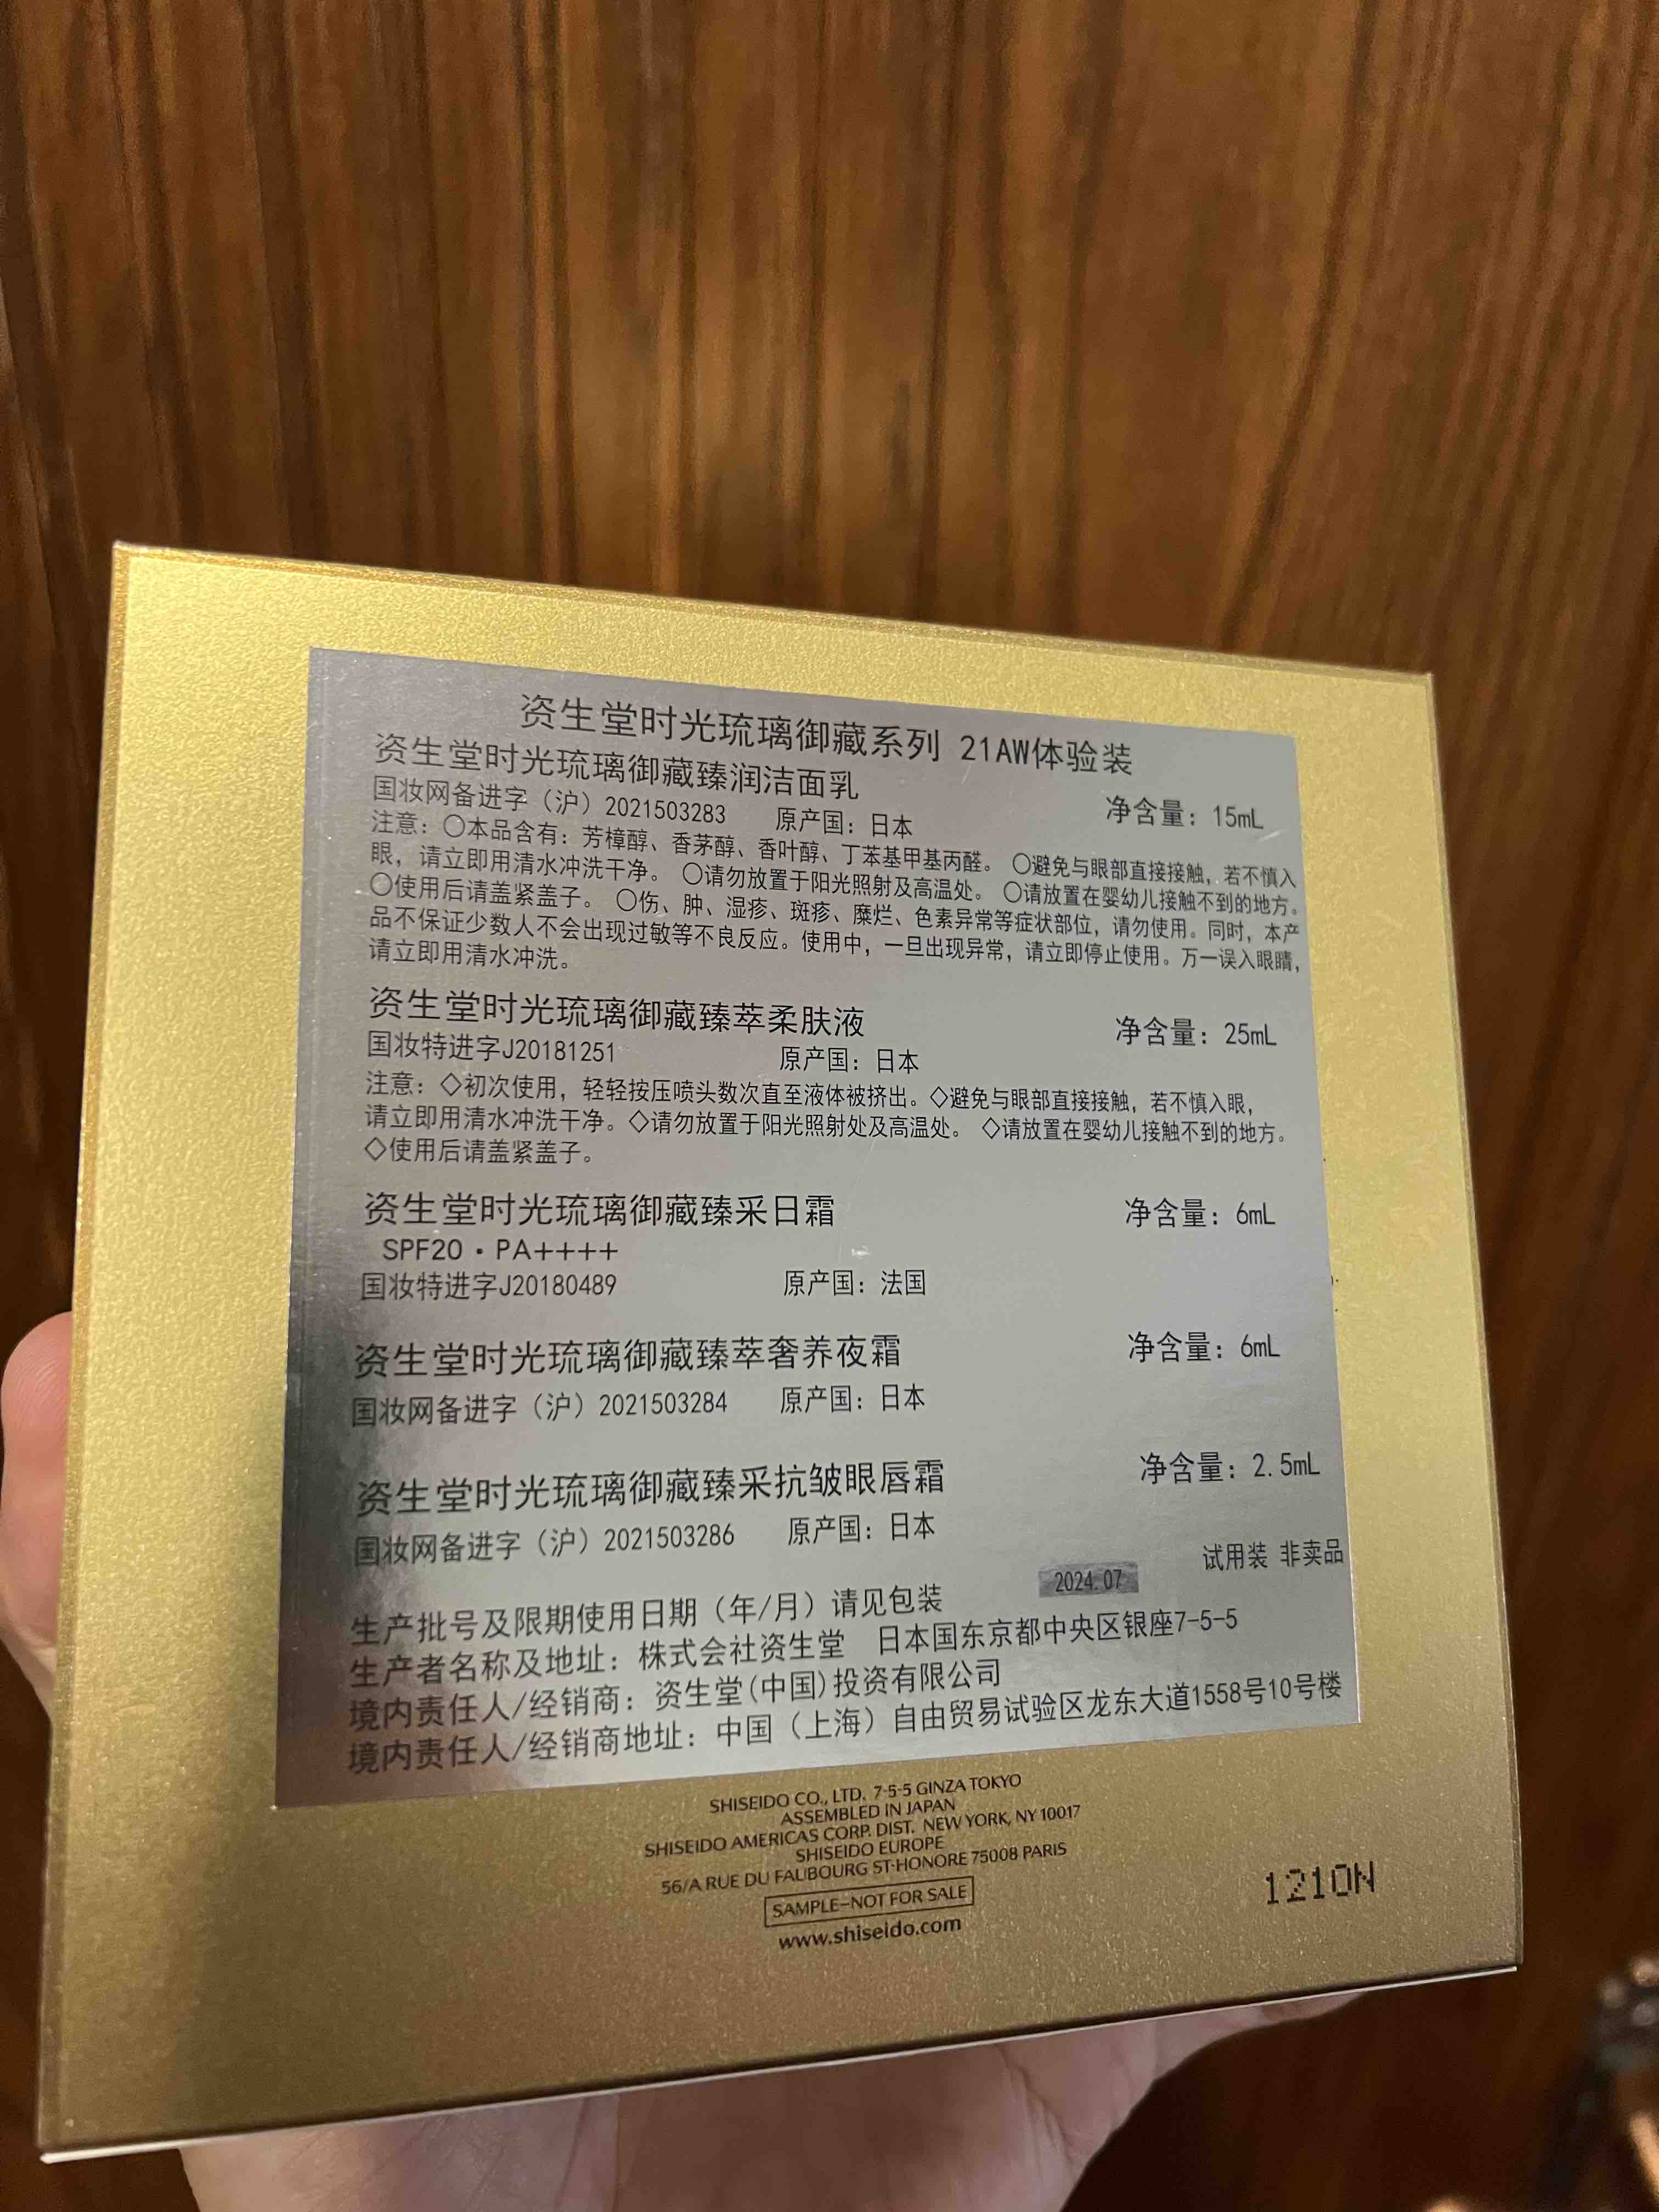 资生堂时光琉璃御藏系列 21AW体验装
资生堂时光琉璃御藏臻润洁面乳 净含量：15mL
国妆网备进字（沪）2021503283 原产国：日本
注意：〇本品含有：芳樟醇、香茅醇、香叶醇、丁苯基甲基丙醛。 〇避免与眼部直接接触，若不慎入
眼，请立即用清水冲洗干净。 〇请勿放置于阳光照射及高温处。 〇请放置在婴幼儿接触不到的地方。
〇使用后请盖紧盖子。 〇伤、肿、湿疹、斑疹、糜烂、色素异常等症状部位，请勿使用。同时，本产
品不保证少数人不会出现过敏等不良反应。使用中，一旦出现异常，请立即停止使用。万一误入眼睛，
请立即用清水冲洗。
资生堂时光琉璃御藏臻萃柔肤液 净含量：25mL
国妆特进字J20181251 原产国：日本
注意：◇初次使用，轻轻按压喷头数次直至液体被挤出。◇避免与眼部直接接触，若不慎入眼，
请立即用清水冲洗干净。◇请勿放置于阳光照射处及高温处。 ◇请放置在婴幼儿接触不到的地方。
◇使用后请盖紧盖子。
资生堂时光琉璃御藏臻采日霜 净含量：6mL
SPF20・PA++++
国妆特进字J20180489 原产国：法国
资生堂时光琉璃御藏臻萃奢养夜霜 净含量：6mL
国妆网备进字（沪）2021503284 原产国：日本
资生堂时光琉璃御藏臻采抗皱眼唇霜 净含量：2.5mL
国妆网备进字（沪）2021503286 原产国：日本
试用装 非卖品
生产批号及限期使用日期（年/月）请见包装 2024.07
生产者名称及地址：株式会社资生堂 日本国东京都中央区银座7-5-5
境内责任人/经销商：资生堂(中国)投资有限公司
境内责任人/经销商地址：中国（上海）自由贸易试验区龙东大道1558号10号楼
SHISEIDO CO., LTD. 7-5-5 GINZA TOKYO
ASSEMBLED IN JAPAN
SHISEIDO AMERICAS CORP. DIST. NEW YORK, NY 10017
SHISEIDO EUROPE
56/A RUE DU FAUBOURG ST-HONORE 75008 PARIS
SAMPLE-NOT FOR SALE
www.shiseido.com
1210N